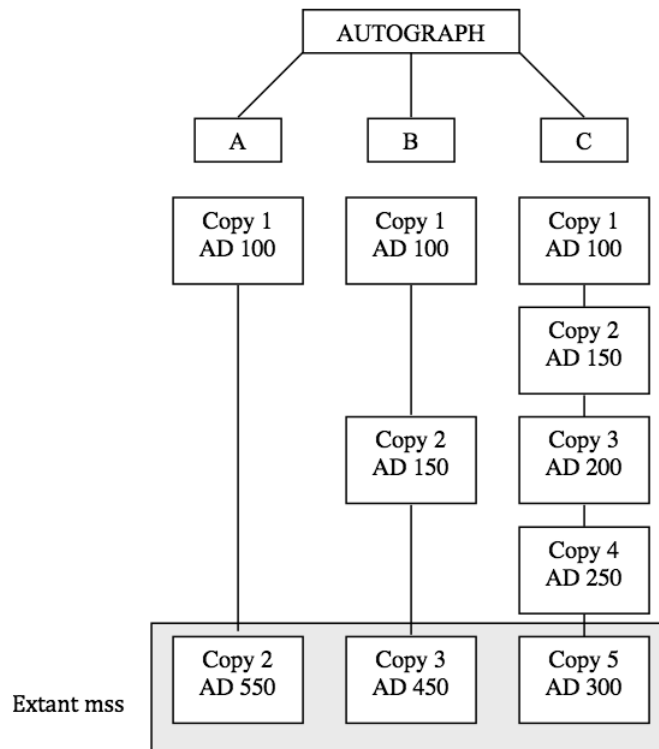 AUTOGRAPH
A
B
C
Copy 1
AD 100
Copy 1
AD 100
Copy 1
AD 100
Copy 2
AD 150
Copy 2
AD 150
Copy 3
AD 200
Copy 4
AD 250
Extant mss
Copy 2
AD 550
Copy 3
AD 450
Copy 5
AD 300